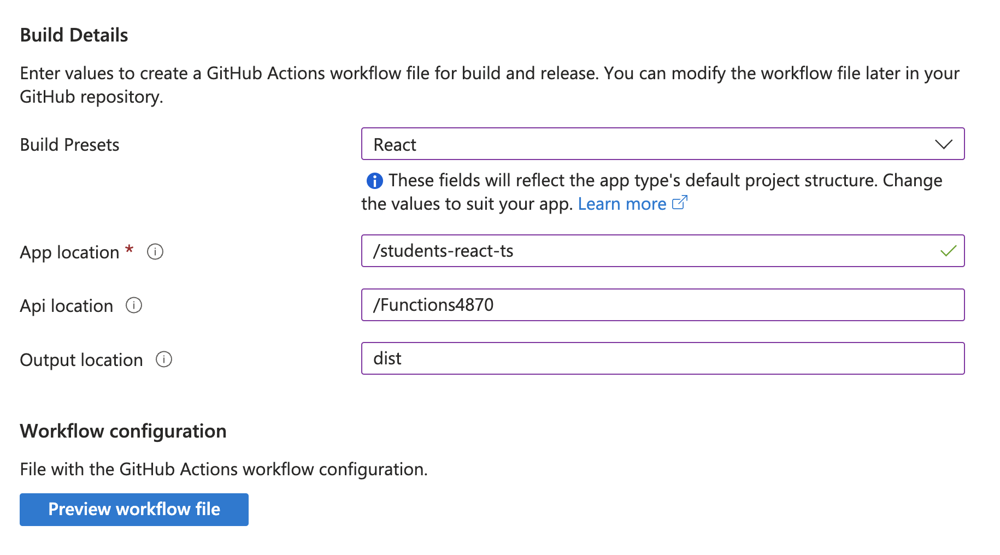 Build Details
Enter values to create a GitHub Actions workflow file for build and release. You can modify the workflow file later in your
GitHub repository.
Build Presets
React
These fields will reflect the app type's default project structure. Change
the values to suit your app. Learn more
App location *
/students-react-ts
Api location
/Functions4870
Output location
dist
Workflow configuration
File with the GitHub Actions workflow configuration.
Preview workflow file